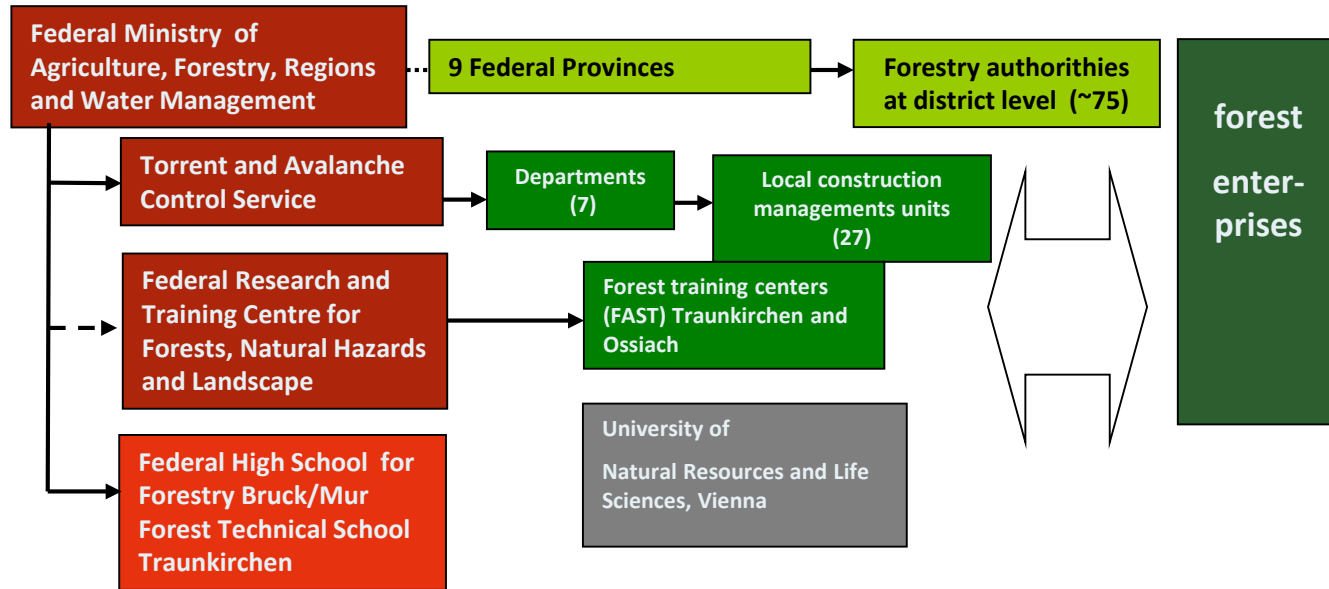 Federal Ministry of
Agriculture, Forestry, Regions
and Water Management
9 Federal Provinces
Forestry authorithies
at district level (~75)
forest
enter-
prises
Torrent and Avalanche
Control Service
Departments
(7)
Local construction
managements units
(27)
Federal Research and
Training Centre for
Forests, Natural Hazards
and Landscape
Forest training centers
(FAST) Traunkirchen and
Ossiach
University of
Natural Resources and Life
Sciences, Vienna
Federal High School for
Forestry Bruck/Mur
Forest Technical School
Traunkirchen